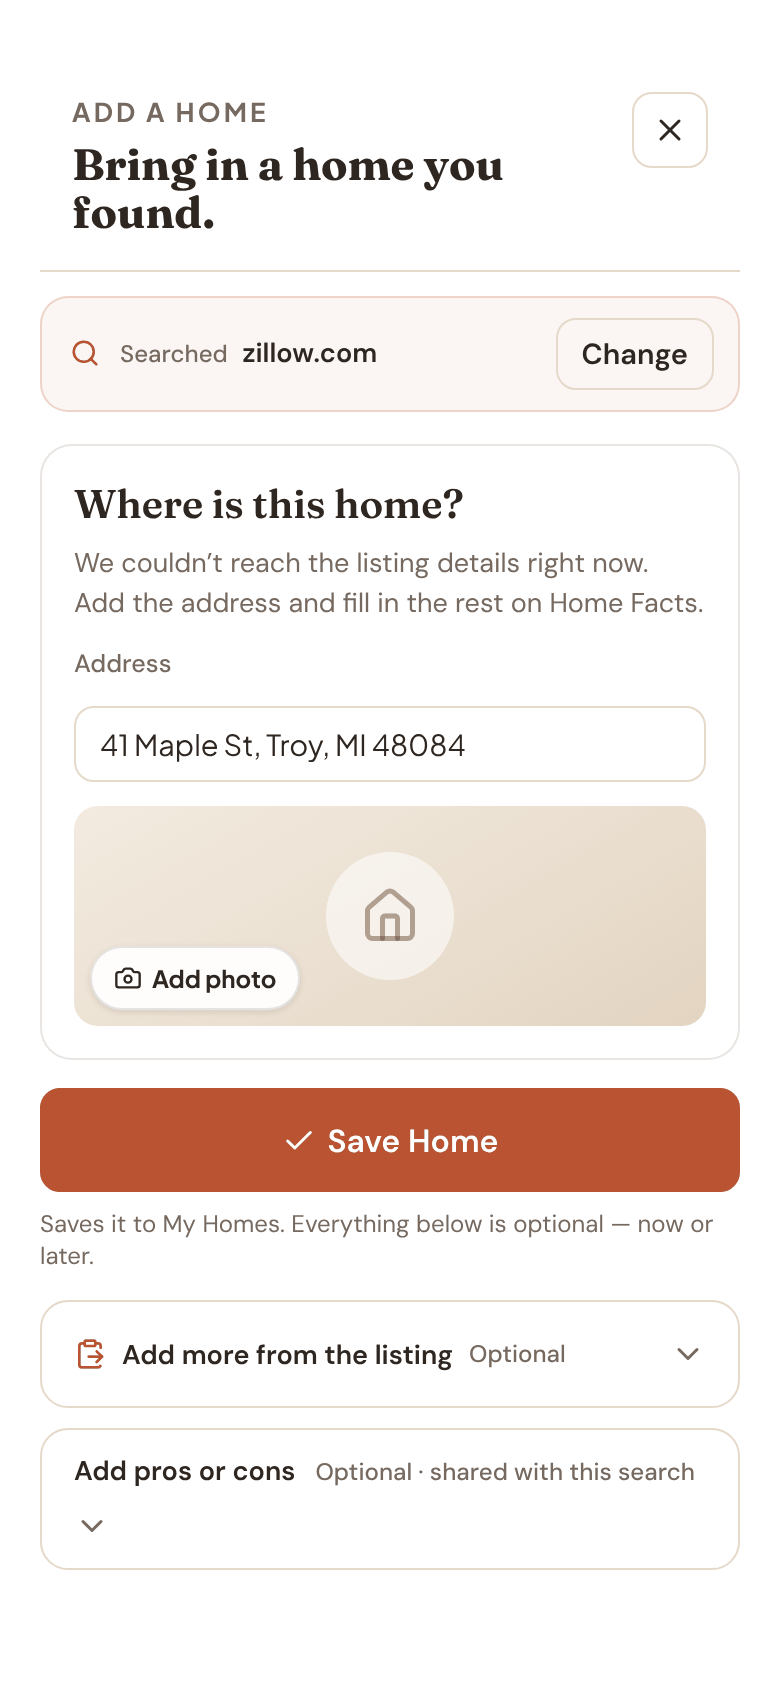 ADD A HOME
Bring in a home you
found.
Searched zillow.com
Change
Where is this home?
We couldn’t reach the listing details right now.
Add the address and fill in the rest on Home Facts.
Address
41 Maple St, Troy, MI 48084
Add photo
Save Home
Saves it to My Homes. Everything below is optional — now or
later.
Add more from the listing Optional
Add pros or cons Optional · shared with this search